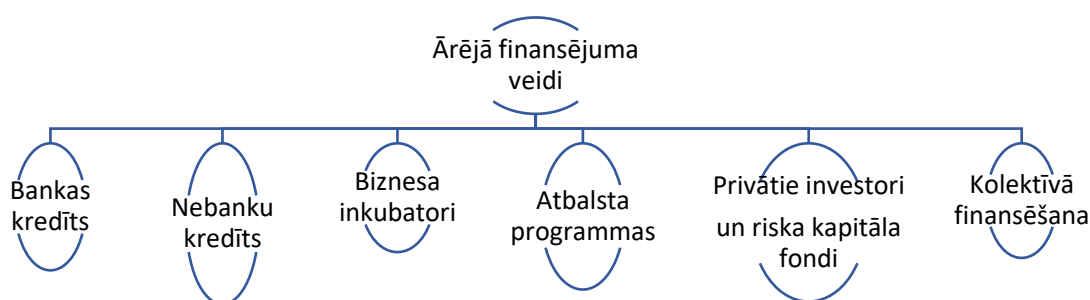 Ārējā finansējuma
veidi
Bankas
kredīts
Nebanku
kredīts
Biznesa
inkubatori
Atbalsta
programmas
Privātie investori
un riska kapitāla
fondi
Kolektīvā
finansēšana